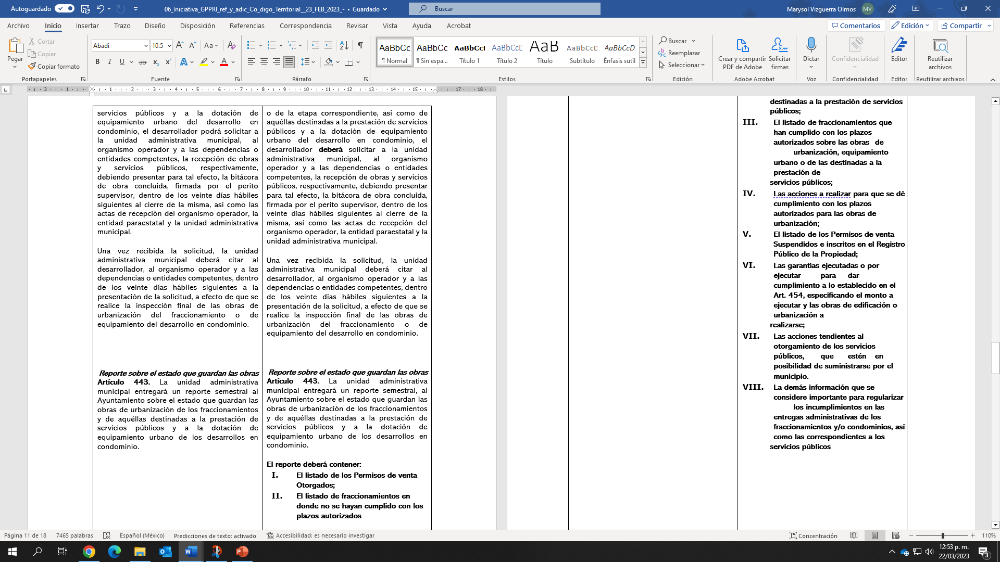 Autoguardado
06_Iniciativa_GPPRI_ref_y_adic_Co_digo_Territorial__23_FEB_2023_- • Guardado
Buscar
Marysol Vizguerra Olmos
MV
Archivo Inicio Insertar Trazo Diseño Disposición Referencias Correspondencia Revisar Vista Ayuda Acrobat
Comentarios Edición Compartir
Pegar
Cortar
Copiar
Copiar formato
Portapapeles
Abadi 10.5
Fuente
Párrafo
AaBbCc AaBbCc AaBbCcI AaBbCcD AaB AaBbCcD AaBbCcD
¶ Normal ¶ Sin espa... Título 1 Título 2 Título Subtítulo Énfasis sutil
Estilos
Buscar
Reemplazar
Seleccionar
Edición
Crear y compartir PDF de Adobe
Solicitar firmas
Adobe Acrobat
Dictar
Voz
Confidencialidad
Confidencialidad
Editor
Editor
Reutilizar archivos
Reutilizar archivos
2 1 1 2 3 4 5 6 7 8 9 10 11 12 13 14 15 17 18
servicios públicos y a la dotación de
equipamiento urbano del desarrollo en
condominio, el desarrollador podrá solicitar a
la unidad administrativa municipal, al
organismo operador y a las dependencias o
entidades competentes, la recepción de obras
y servicios públicos, respectivamente,
debiendo presentar para tal efecto, la bitácora
de obra concluida, firmada por el perito
supervisor, dentro de los veinte días hábiles
siguientes al cierre de la misma, así como las
actas de recepción del organismo operador, la
entidad paraestatal y la unidad administrativa
municipal.
Una vez recibida la solicitud, la unidad
administrativa municipal deberá citar al
desarrollador, al organismo operador y a las
dependencias o entidades competentes, dentro
de los veinte días hábiles siguientes a la
presentación de la solicitud, a efecto de que se
realice la inspección final de las obras de
urbanización del fraccionamiento o de
equipamiento del desarrollo en condominio.
Reporte sobre el estado que guardan las obras
Artículo 443. La unidad administrativa
municipal entregará un reporte semestral al
Ayuntamiento sobre el estado que guardan las
obras de urbanización de los fraccionamientos
y de aquéllas destinadas a la prestación de
servicios públicos y a la dotación de
equipamiento urbano de los desarrollos en
condominio.
o de la etapa correspondiente, así como de
aquéllas destinadas a la prestación de servicios
públicos y a la dotación de equipamiento
urbano del desarrollo en condominio, el
desarrollador deberá solicitar a la unidad
administrativa municipal, al organismo
operador y a las dependencias o entidades
competentes, la recepción de obras y servicios
públicos, respectivamente, debiendo presentar
para tal efecto, la bitácora de obra concluida,
firmada por el perito supervisor, dentro de los
veinte días hábiles siguientes al cierre de la
misma, así como las actas de recepción del
organismo operador, la entidad paraestatal y la
unidad administrativa municipal.
Una vez recibida la solicitud, la unidad
administrativa municipal deberá citar al
desarrollador, al organismo operador y a las
dependencias o entidades competentes, dentro
de los veinte días hábiles siguientes a la
presentación de la solicitud, a efecto de que se
realice la inspección final de las obras de
urbanización del fraccionamiento o de
equipamiento del desarrollo en condominio.
Reporte sobre el estado que guardan las obras
Artículo 443. La unidad administrativa
municipal entregará un reporte semestral, al
Ayuntamiento sobre el estado que guardan las
obras de urbanización de los fraccionamientos
y de aquéllas destinadas a la prestación de
servicios públicos y a la dotación de
equipamiento urbano de los desarrollos en
condominio.
El reporte deberá contener:
I. El listado de los Permisos de venta
Otorgados;
II. El listado de fraccionamientos en
donde no se hayan cumplido con los
plazos autorizados
destinadas a la prestación de servicios
públicos;
III. El listado de fraccionamientos que
han cumplido con los plazos
autorizados sobre las obras de
urbanización, equipamiento
urbano o de las destinadas a la
prestación de
servicios públicos;
IV. Las acciones a realizar para que se dé
cumplimiento con los plazos
autorizados para las obras de
urbanización;
V. El listado de los Permisos de venta
Suspendidos e inscritos en el Registro
Público de la Propiedad;
VI. Las garantías ejecutadas o por
ejecutar para dar
cumplimiento a lo establecido en el
Art. 454, especificando el monto a
ejecutar y las obras de edificación o
urbanización a
realizarse;
VII. Las acciones tendientes al
otorgamiento de los servicios
públicos, que estén en
posibilidad de suministrarse por el
municipio.
VIII. La demás información que se
considere importante para regularizar
los incumplimientos en las
entregas administrativas de los
fraccionamientos y/o condominios, así
como las correspondientes a los
servicios públicos
Página 11 de 18 7465 palabras Español (México) Predicciones de texto: activado Accesibilidad: es necesario investigar
Concentración 110%
12:53 p. m.
22/03/2023
3